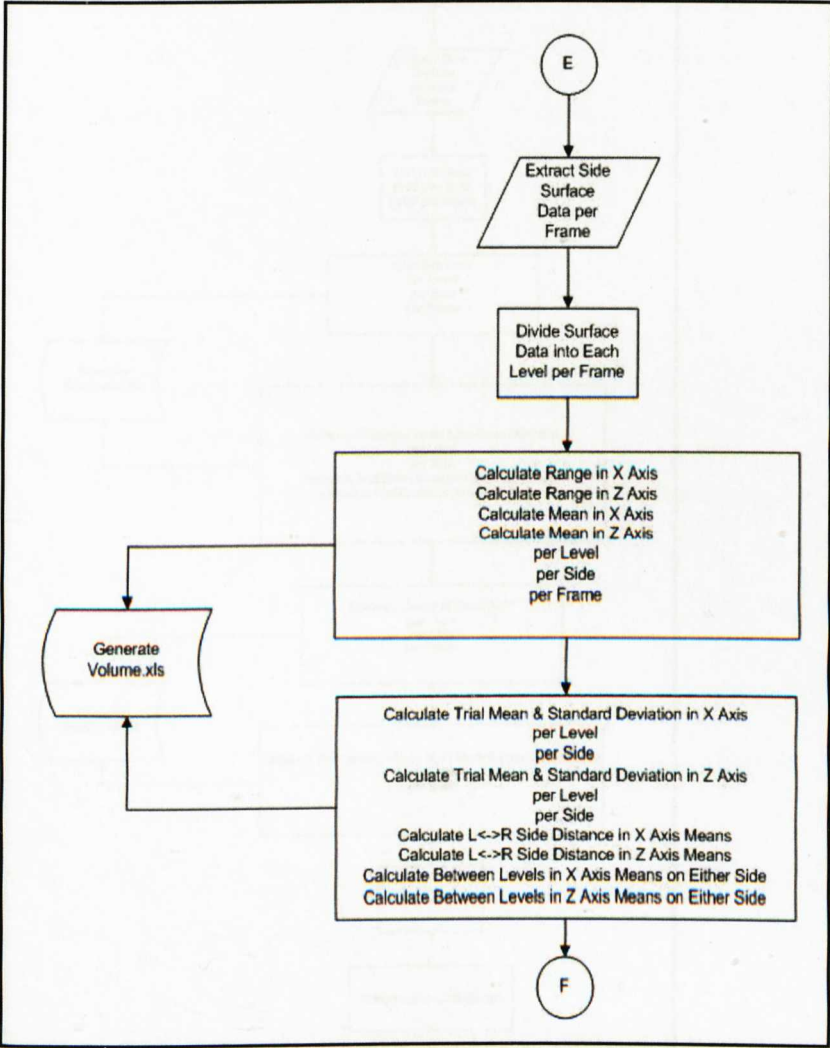 E
Extract Side
Surface
Data per
Frame
Divide Surface
Data into Each
Level per Frame
Calculate Range in X Axis
Calculate Range in Z Axis
Calculate Mean in X Axis
Calculate Mean in Z Axis
per Level
per Side
per Frame
Generate
Volume.xls
Calculate Trial Mean & Standard Deviation in X Axis
per Level
per Side
Calculate Trial Mean & Standard Deviation in Z Axis
per Level
per Side
Calculate L<->R Side Distance in X Axis Means
Calculate L<->R Side Distance in Z Axis Means
Calculate Between Levels in X Axis Means on Either Side
Calculate Between Levels in Z Axis Means on Either Side
F